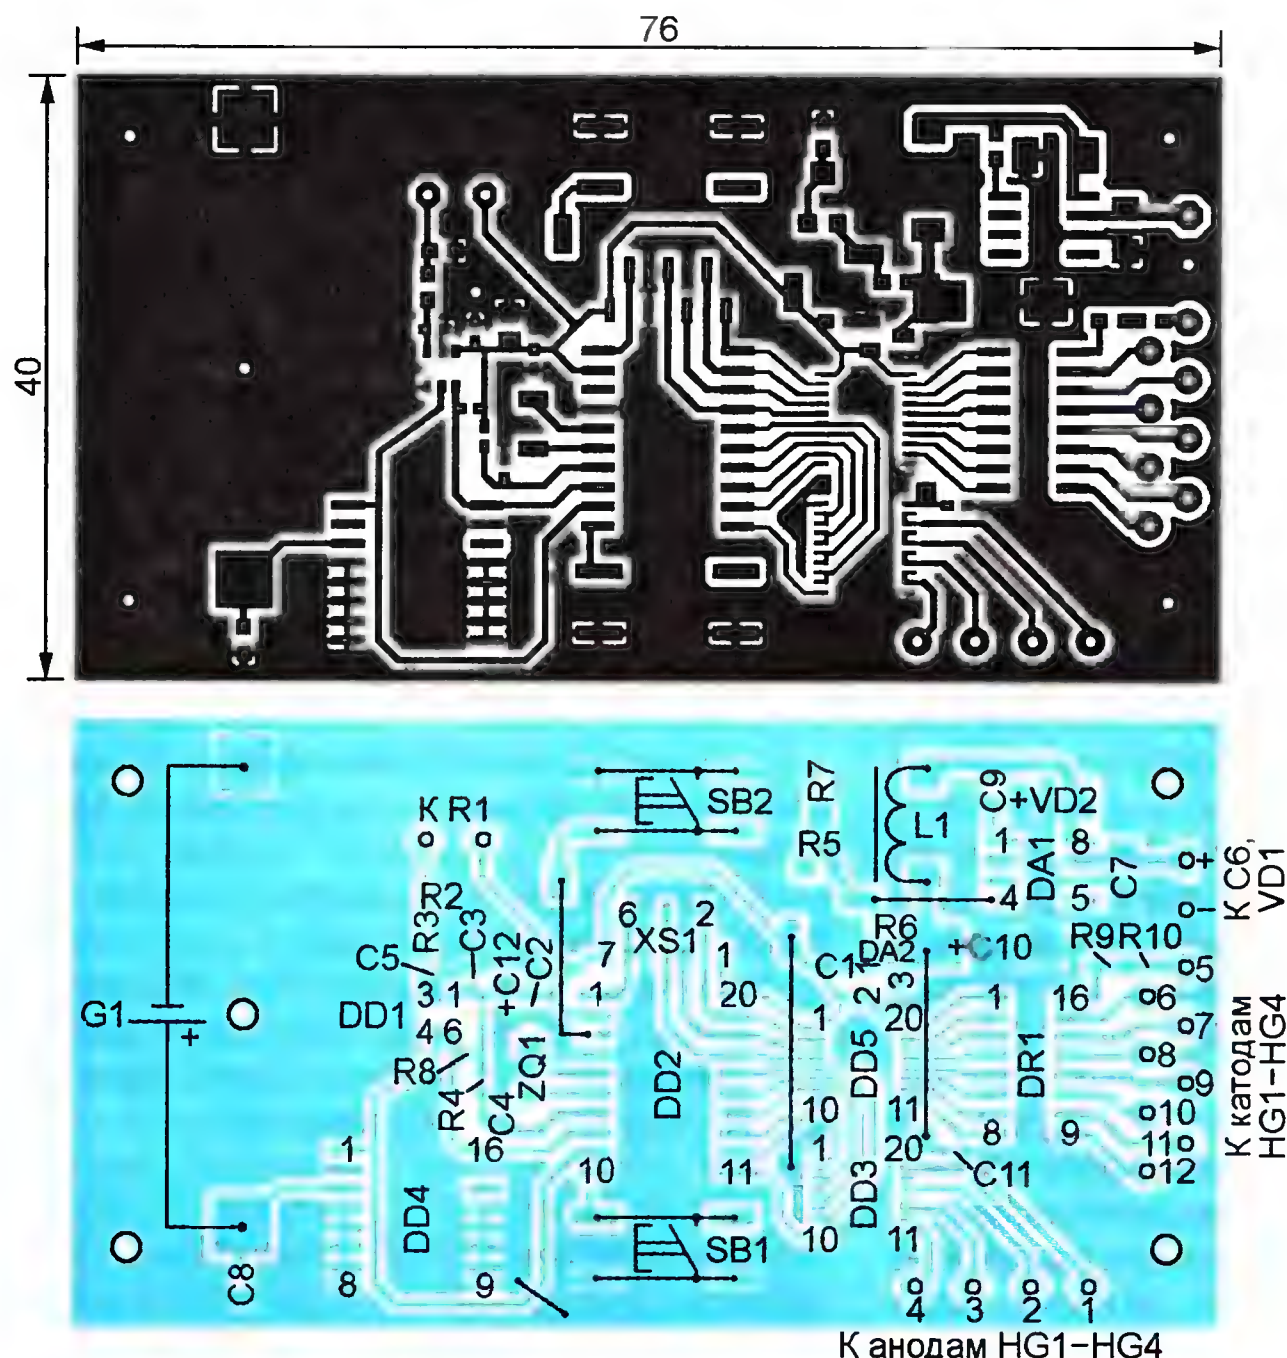 76
40
R7
R5
SB2
L1
C9
+VD2
1
8
DA1
4
5
C7
+
−
К C6,
VD1
К R1
R2
R3
C3
C5
3
1
DD1
4
6
+C12
C2
R8
R4
C4
ZQ1
G1
+
6
2
XS1
7
1
1
20
DD2
10
11
R6
C1
DA2
1
2
3
+C10
1
20
DD5
10
11
1
20
DD3
10
11
C11
R9
R10
1
16
DR1
8
9
5
6
7
8
9
10
11
12
К катодам
HG1−HG4
1
16
DD4
8
9
C8
SB1
4
3
2
1
К анодам HG1−HG4